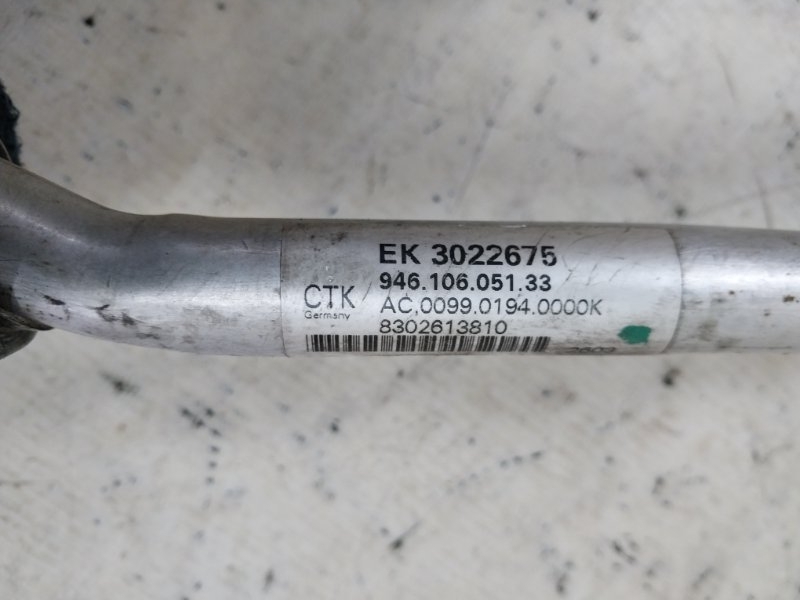 EK 3022675
946.106.051.33
CTK
Germany
AC,0099.0194.0000K
8302613810